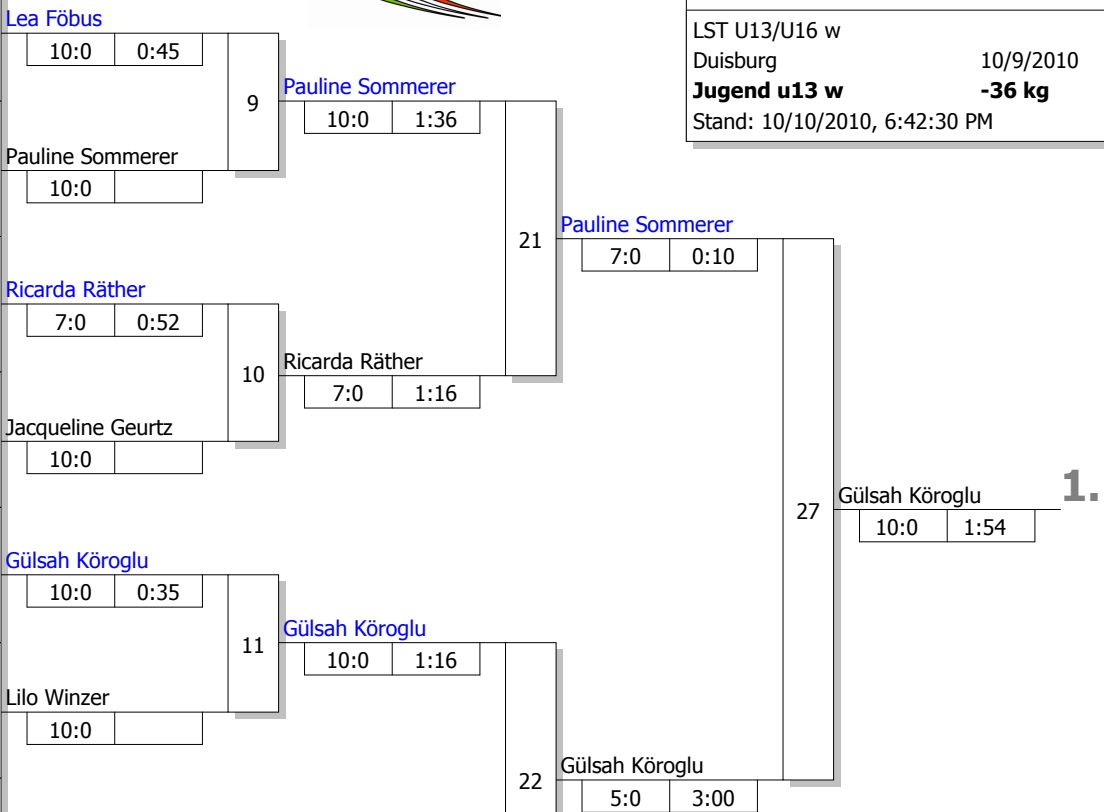 LST U13/U16 w
Duisburg 10/9/2010
Jugend u13 w -36 kg
Stand: 10/10/2010, 6:42:30 PM
Lea Föbus
10:0 0:45
9
Pauline Sommerer
10:0
Pauline Sommerer
10:0 1:36
21
Ricarda Räther
7:0 0:52
10
Jacqueline Geurtz
10:0
Ricarda Räther
7:0 1:16
Pauline Sommerer
7:0 0:10
27
Gülsah Köroglu 1.
10:0 1:54
Gülsah Köroglu
10:0 0:35
11
Lilo Winzer
10:0
Gülsah Köroglu
10:0 1:16
22
Gülsah Köroglu
5:0 3:00